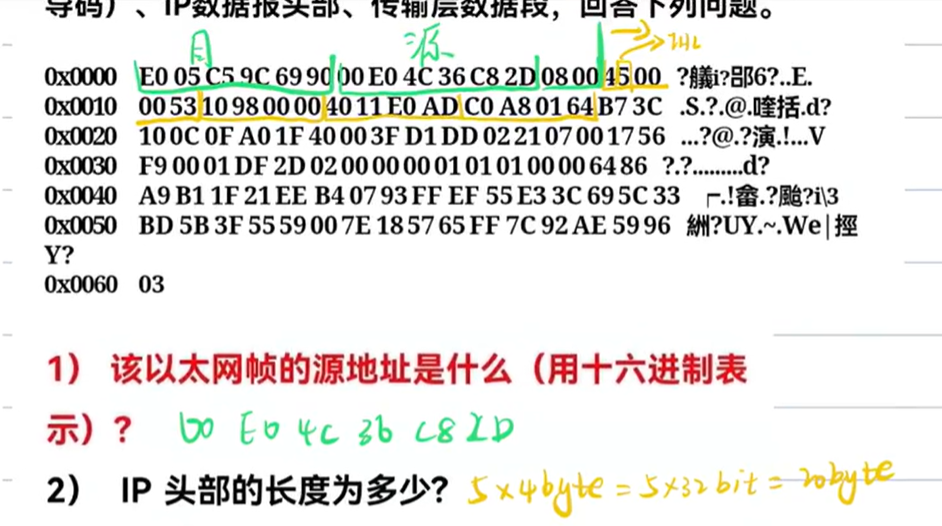 导码）、IP数据报头部、传输层数据段，回答下列问题。
目 源 IHL
0x0000 E0 05 C5 9C 69 90 00 E0 4C 36 C8 2D 08 00 45 00 ?艤i?郘6?..E.
0x0010 00 53 10 98 00 00 40 11 E0 AD C0 A8 01 64 B7 3C .S.?.@.喹括.d?
0x0020 10 0C 0F A0 1F 40 00 3F D1 DD 02 21 07 00 17 56 ...?@.?演.!...V
0x0030 F9 00 01 DF 2D 02 00 00 00 01 01 01 00 00 64 86 ?.?.........d?
0x0040 A9 B1 1F 21 EE B4 07 93 FF EF 55 E3 3C 69 5C 33 ┍.!畲.?颩?i\3
0x0050 BD 5B 3F 55 59 00 7E 18 57 65 FF 7C 92 AE 59 96 絒?UY.~.We|挳
Y?
0x0060 03
1） 该以太网帧的源地址是什么（用十六进制表
示）? 00 E0 4C 36 C8 2D
2） IP 头部的长度为多少? 5×4byte = 5×32bit = 20byte